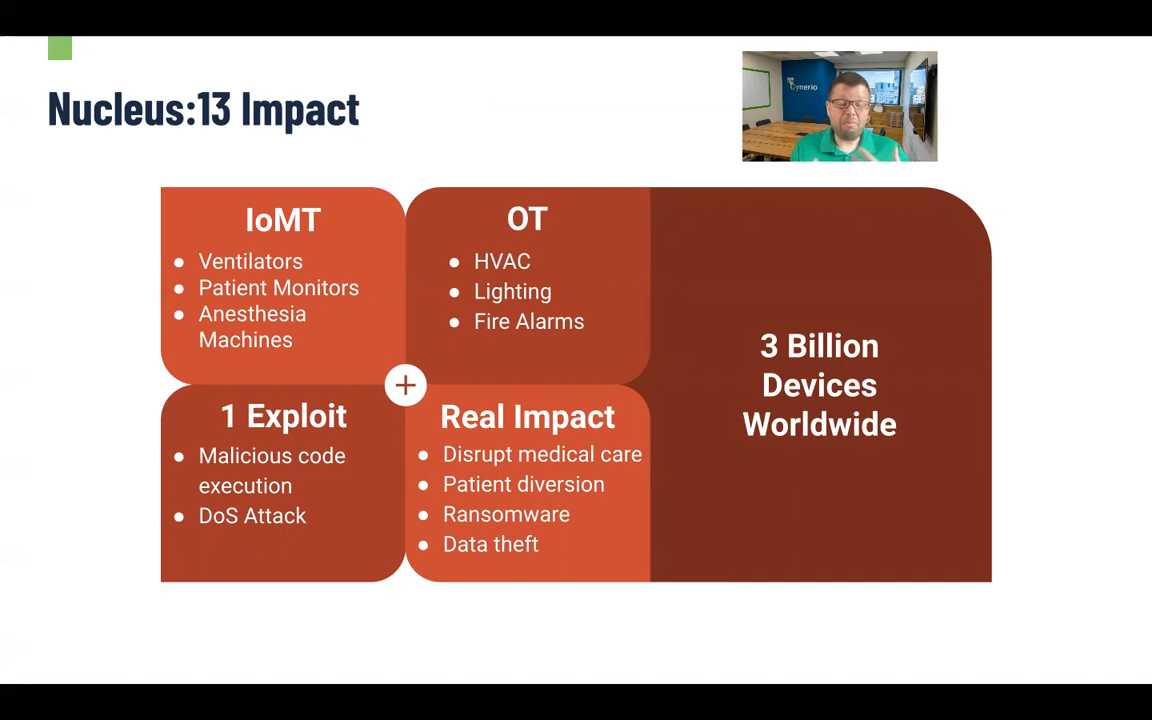 Nucleus:13 Impact
Cynerio
IoMT
● Ventilators
● Patient Monitors
● Anesthesia
Machines
OT
● HVAC
● Lighting
● Fire Alarms
1 Exploit
● Malicious code
execution
● DoS Attack
+
Real Impact
● Disrupt medical care
● Patient diversion
● Ransomware
● Data theft
3 Billion
Devices
Worldwide